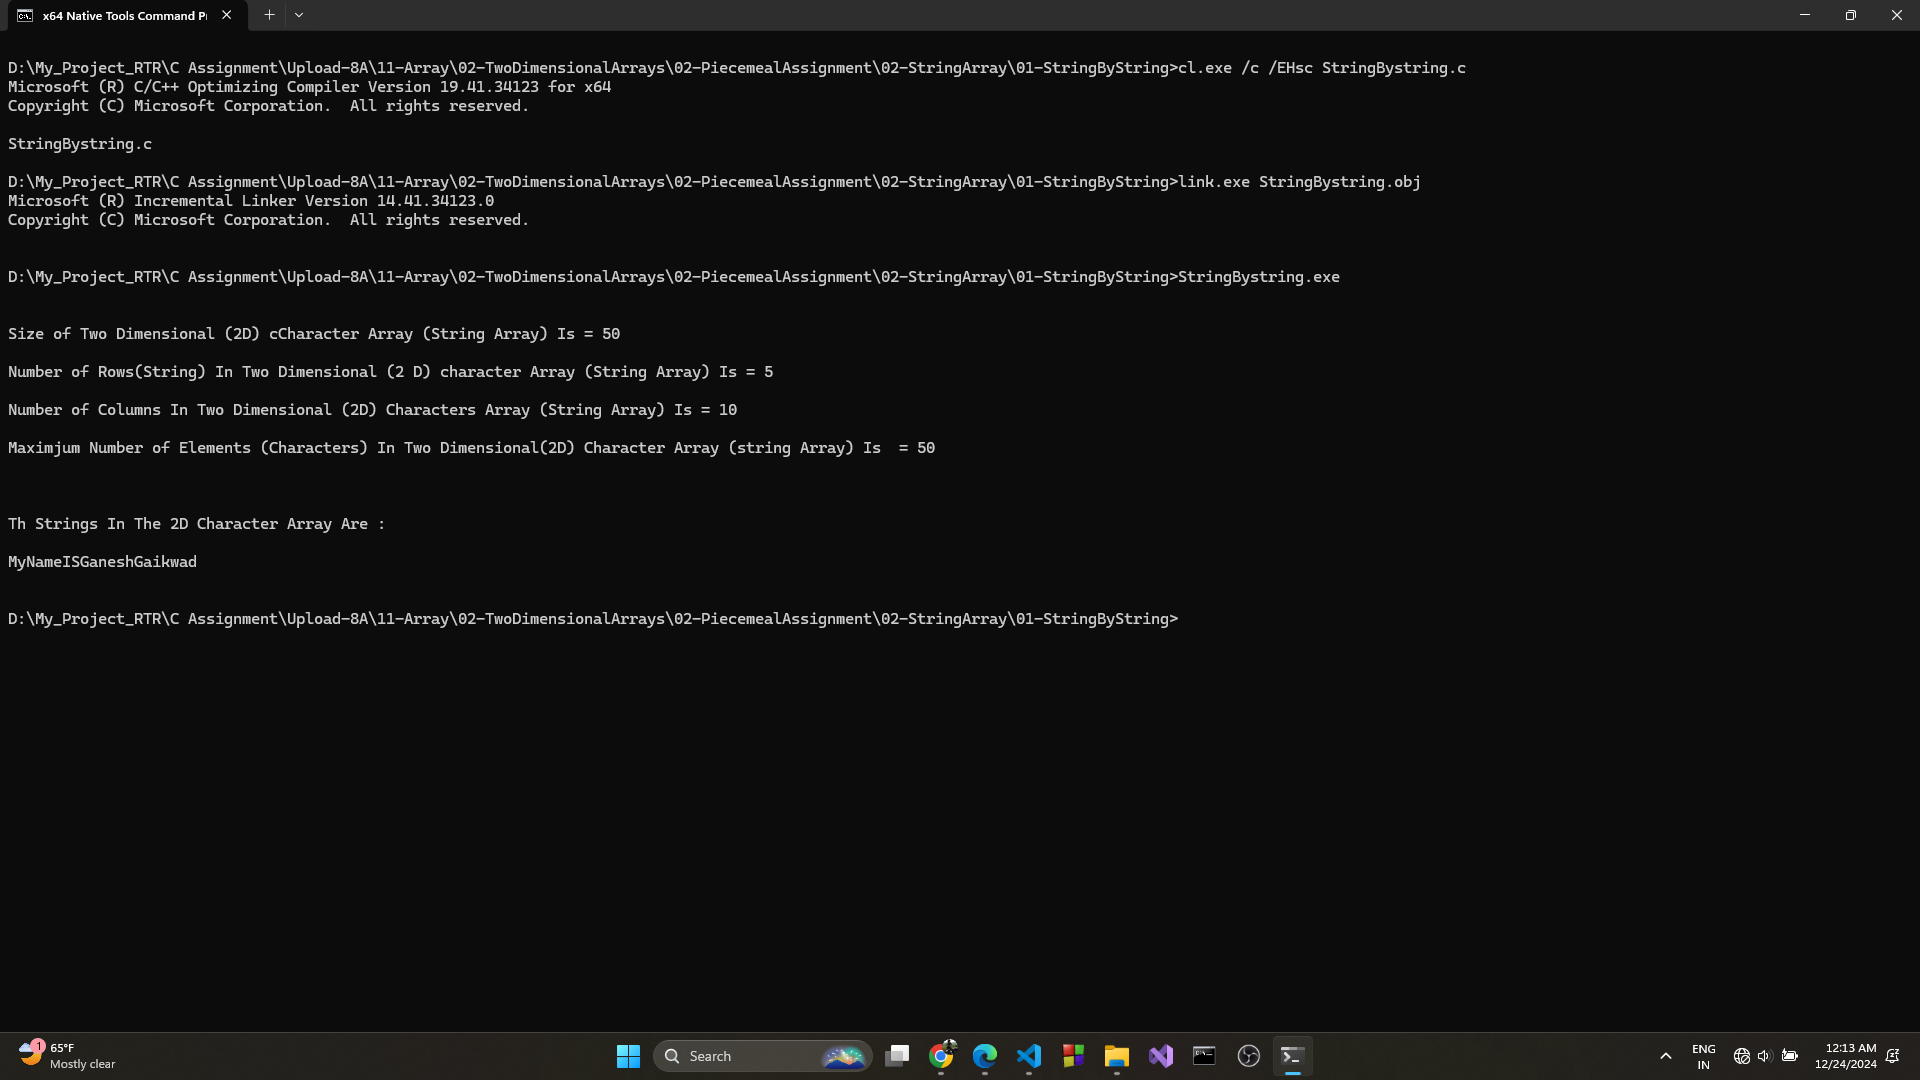 x64 Native Tools Command Pr
D:\My_Project_RTR\C Assignment\Upload-8A\11-Array\02-TwoDimensionalArrays\02-PiecemealAssignment\02-StringArray\01-StringByString>cl.exe /c /EHsc StringBystring.c
Microsoft (R) C/C++ Optimizing Compiler Version 19.41.34123 for x64
Copyright (C) Microsoft Corporation.  All rights reserved.
StringBystring.c
D:\My_Project_RTR\C Assignment\Upload-8A\11-Array\02-TwoDimensionalArrays\02-PiecemealAssignment\02-StringArray\01-StringByString>link.exe StringBystring.obj
Microsoft (R) Incremental Linker Version 14.41.34123.0
Copyright (C) Microsoft Corporation.  All rights reserved.
D:\My_Project_RTR\C Assignment\Upload-8A\11-Array\02-TwoDimensionalArrays\02-PiecemealAssignment\02-StringArray\01-StringByString>StringBystring.exe
Size of Two Dimensional (2D) cCharacter Array (String Array) Is = 50
Number of Rows(String) In Two Dimensional (2 D) character Array (String Array) Is = 5
Number of Columns In Two Dimensional (2D) Characters Array (String Array) Is = 10
Maximjum Number of Elements (Characters) In Two Dimensional(2D) Character Array (string Array) Is  = 50
Th Strings In The 2D Character Array Are :
MyNameISGaneshGaikwad
D:\My_Project_RTR\C Assignment\Upload-8A\11-Array\02-TwoDimensionalArrays\02-PiecemealAssignment\02-StringArray\01-StringByString>
1
65°F
Mostly clear
Search
ENG
IN
12:13 AM
12/24/2024